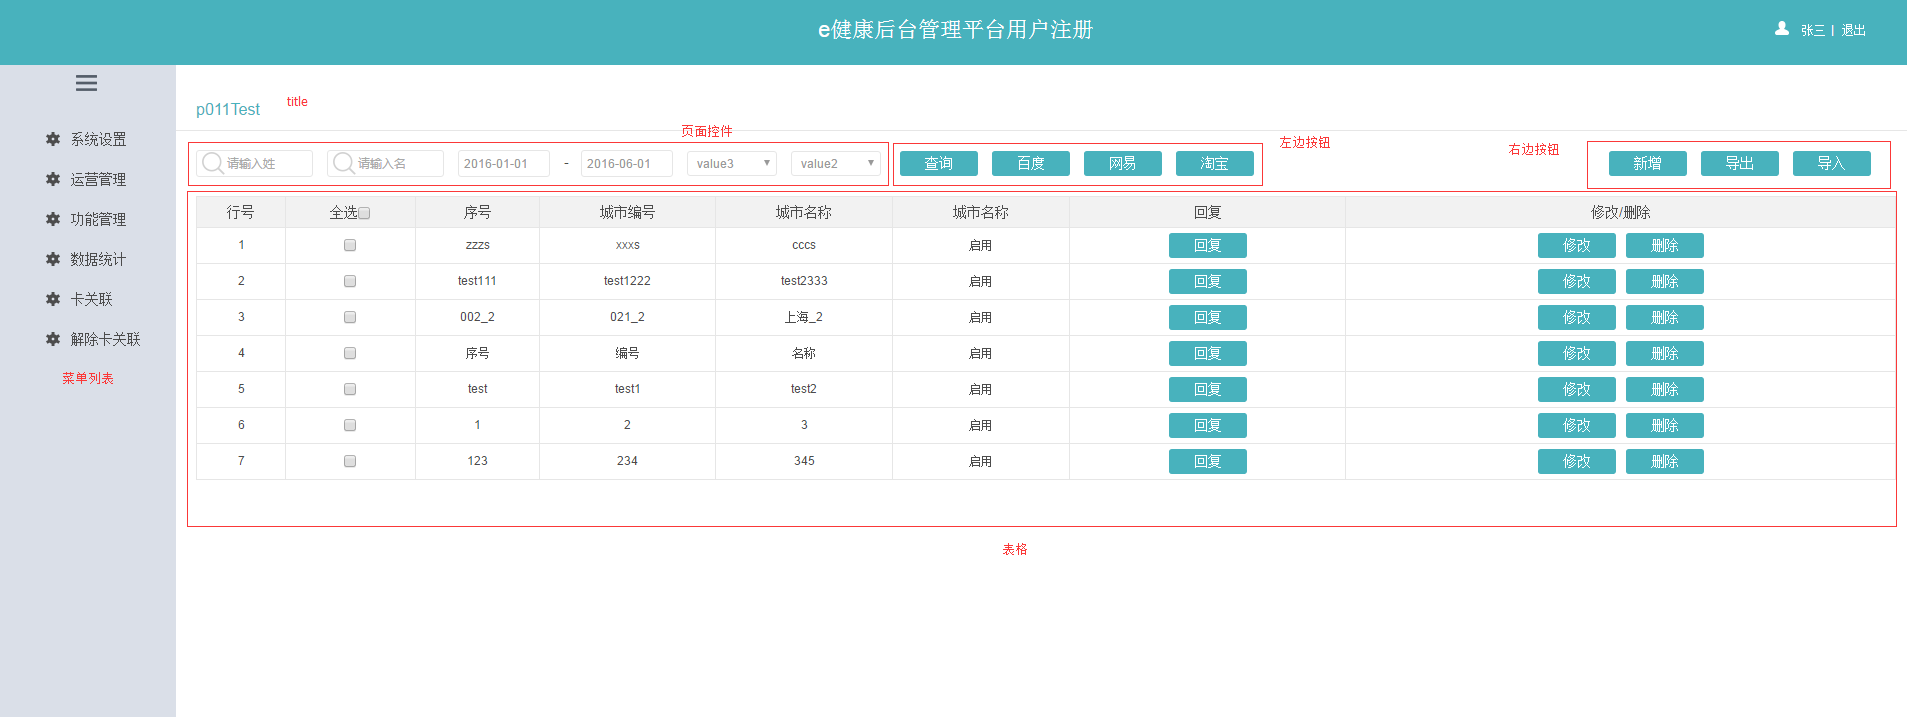 e健康后台管理平台用户注册
张三 | 退出
系统设置
运营管理
功能管理
数据统计
卡关联
解除卡关联
菜单列表
p011Test title
页面控件
左边按钮
右边按钮
请输入姓 请输入名 2016-01-01 - 2016-06-01 value3 value2 查询 百度 网易 淘宝 新增 导出 导入
行号 全选 序号 城市编号 城市名称 城市名称 回复 修改/删除
1 zzzs xxxs cccs 启用 回复 修改 删除
2 test111 test1222 test2333 启用 回复 修改 删除
3 002_2 021_2 上海_2 启用 回复 修改 删除
4 序号 编号 名称 启用 回复 修改 删除
5 test test1 test2 启用 回复 修改 删除
6 1 2 3 启用 回复 修改 删除
7 123 234 345 启用 回复 修改 删除
表格